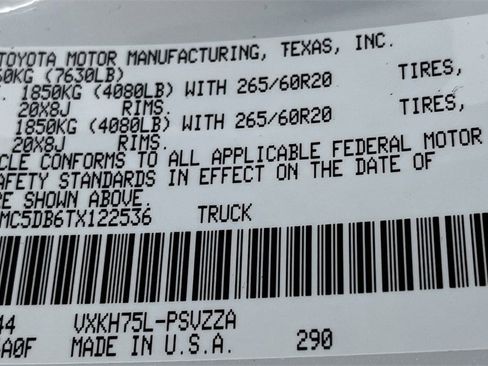 TOYOTA MOTOR MANUFACTURING, TEXAS, INC.
60KG (7630LB)
1850KG (4080LB) WITH 265/60R20 TIRES,
20X8J RIMS.
1850KG (4080LB) WITH 265/60R20 TIRES,
20X8J RIMS.
CLE CONFORMS TO ALL APPLICABLE FEDERAL MOTOR
AFETY STANDARDS IN EFFECT ON THE DATE OF
RE SHOWN ABOVE.
MC5DB6TX122536 TRUCK
44 VXKH75L-PSVZZA
A0F MADE IN U.S.A. 290